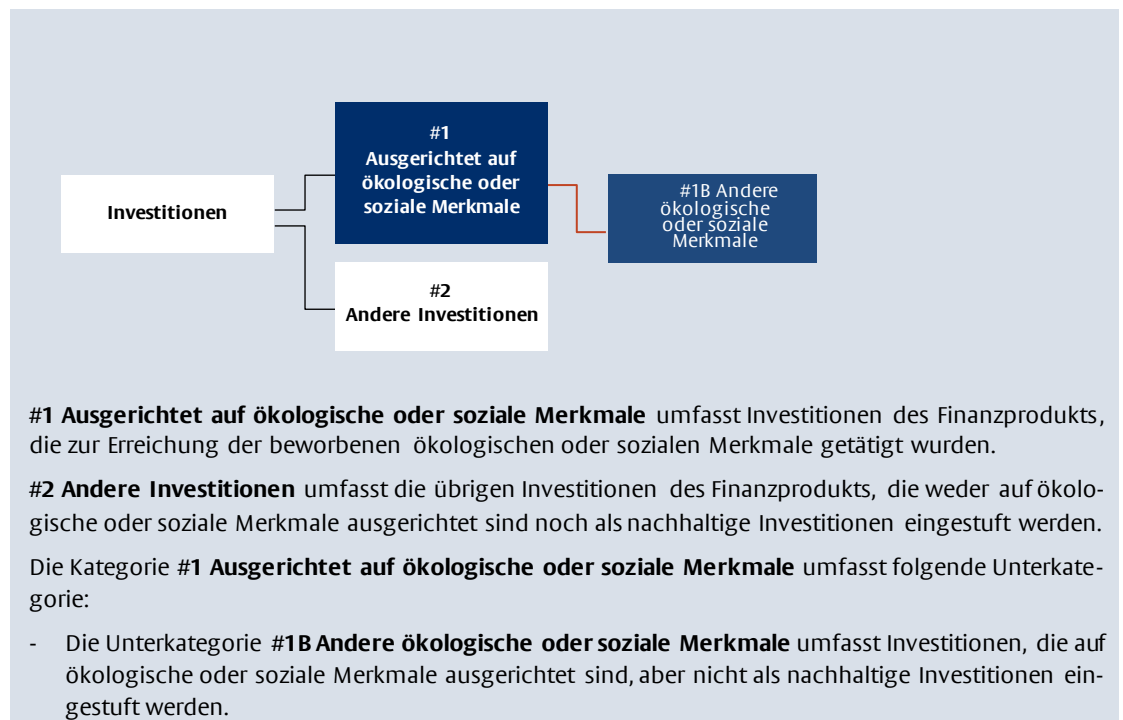 #1
Ausgerichtet auf
ökologische oder
soziale Merkmale
Investitionen
#1B Andere
ökologische
oder soziale
Merkmale
#2
Andere Investitionen
#1 Ausgerichtet auf ökologische oder soziale Merkmale umfasst Investitionen des Finanzprodukts,
die zur Erreichung der beworbenen ökologischen oder sozialen Merkmale getätigt wurden.
#2 Andere Investitionen umfasst die übrigen Investitionen des Finanzprodukts, die weder auf ökolo-
gische oder soziale Merkmale ausgerichtet sind noch als nachhaltige Investitionen eingestuft werden.
Die Kategorie #1 Ausgerichtet auf ökologische oder soziale Merkmale umfasst folgende Unterkate-
gorie:
- Die Unterkategorie #1B Andere ökologische oder soziale Merkmale umfasst Investitionen, die auf
ökologische oder soziale Merkmale ausgerichtet sind, aber nicht als nachhaltige Investitionen ein-
gestuft werden.